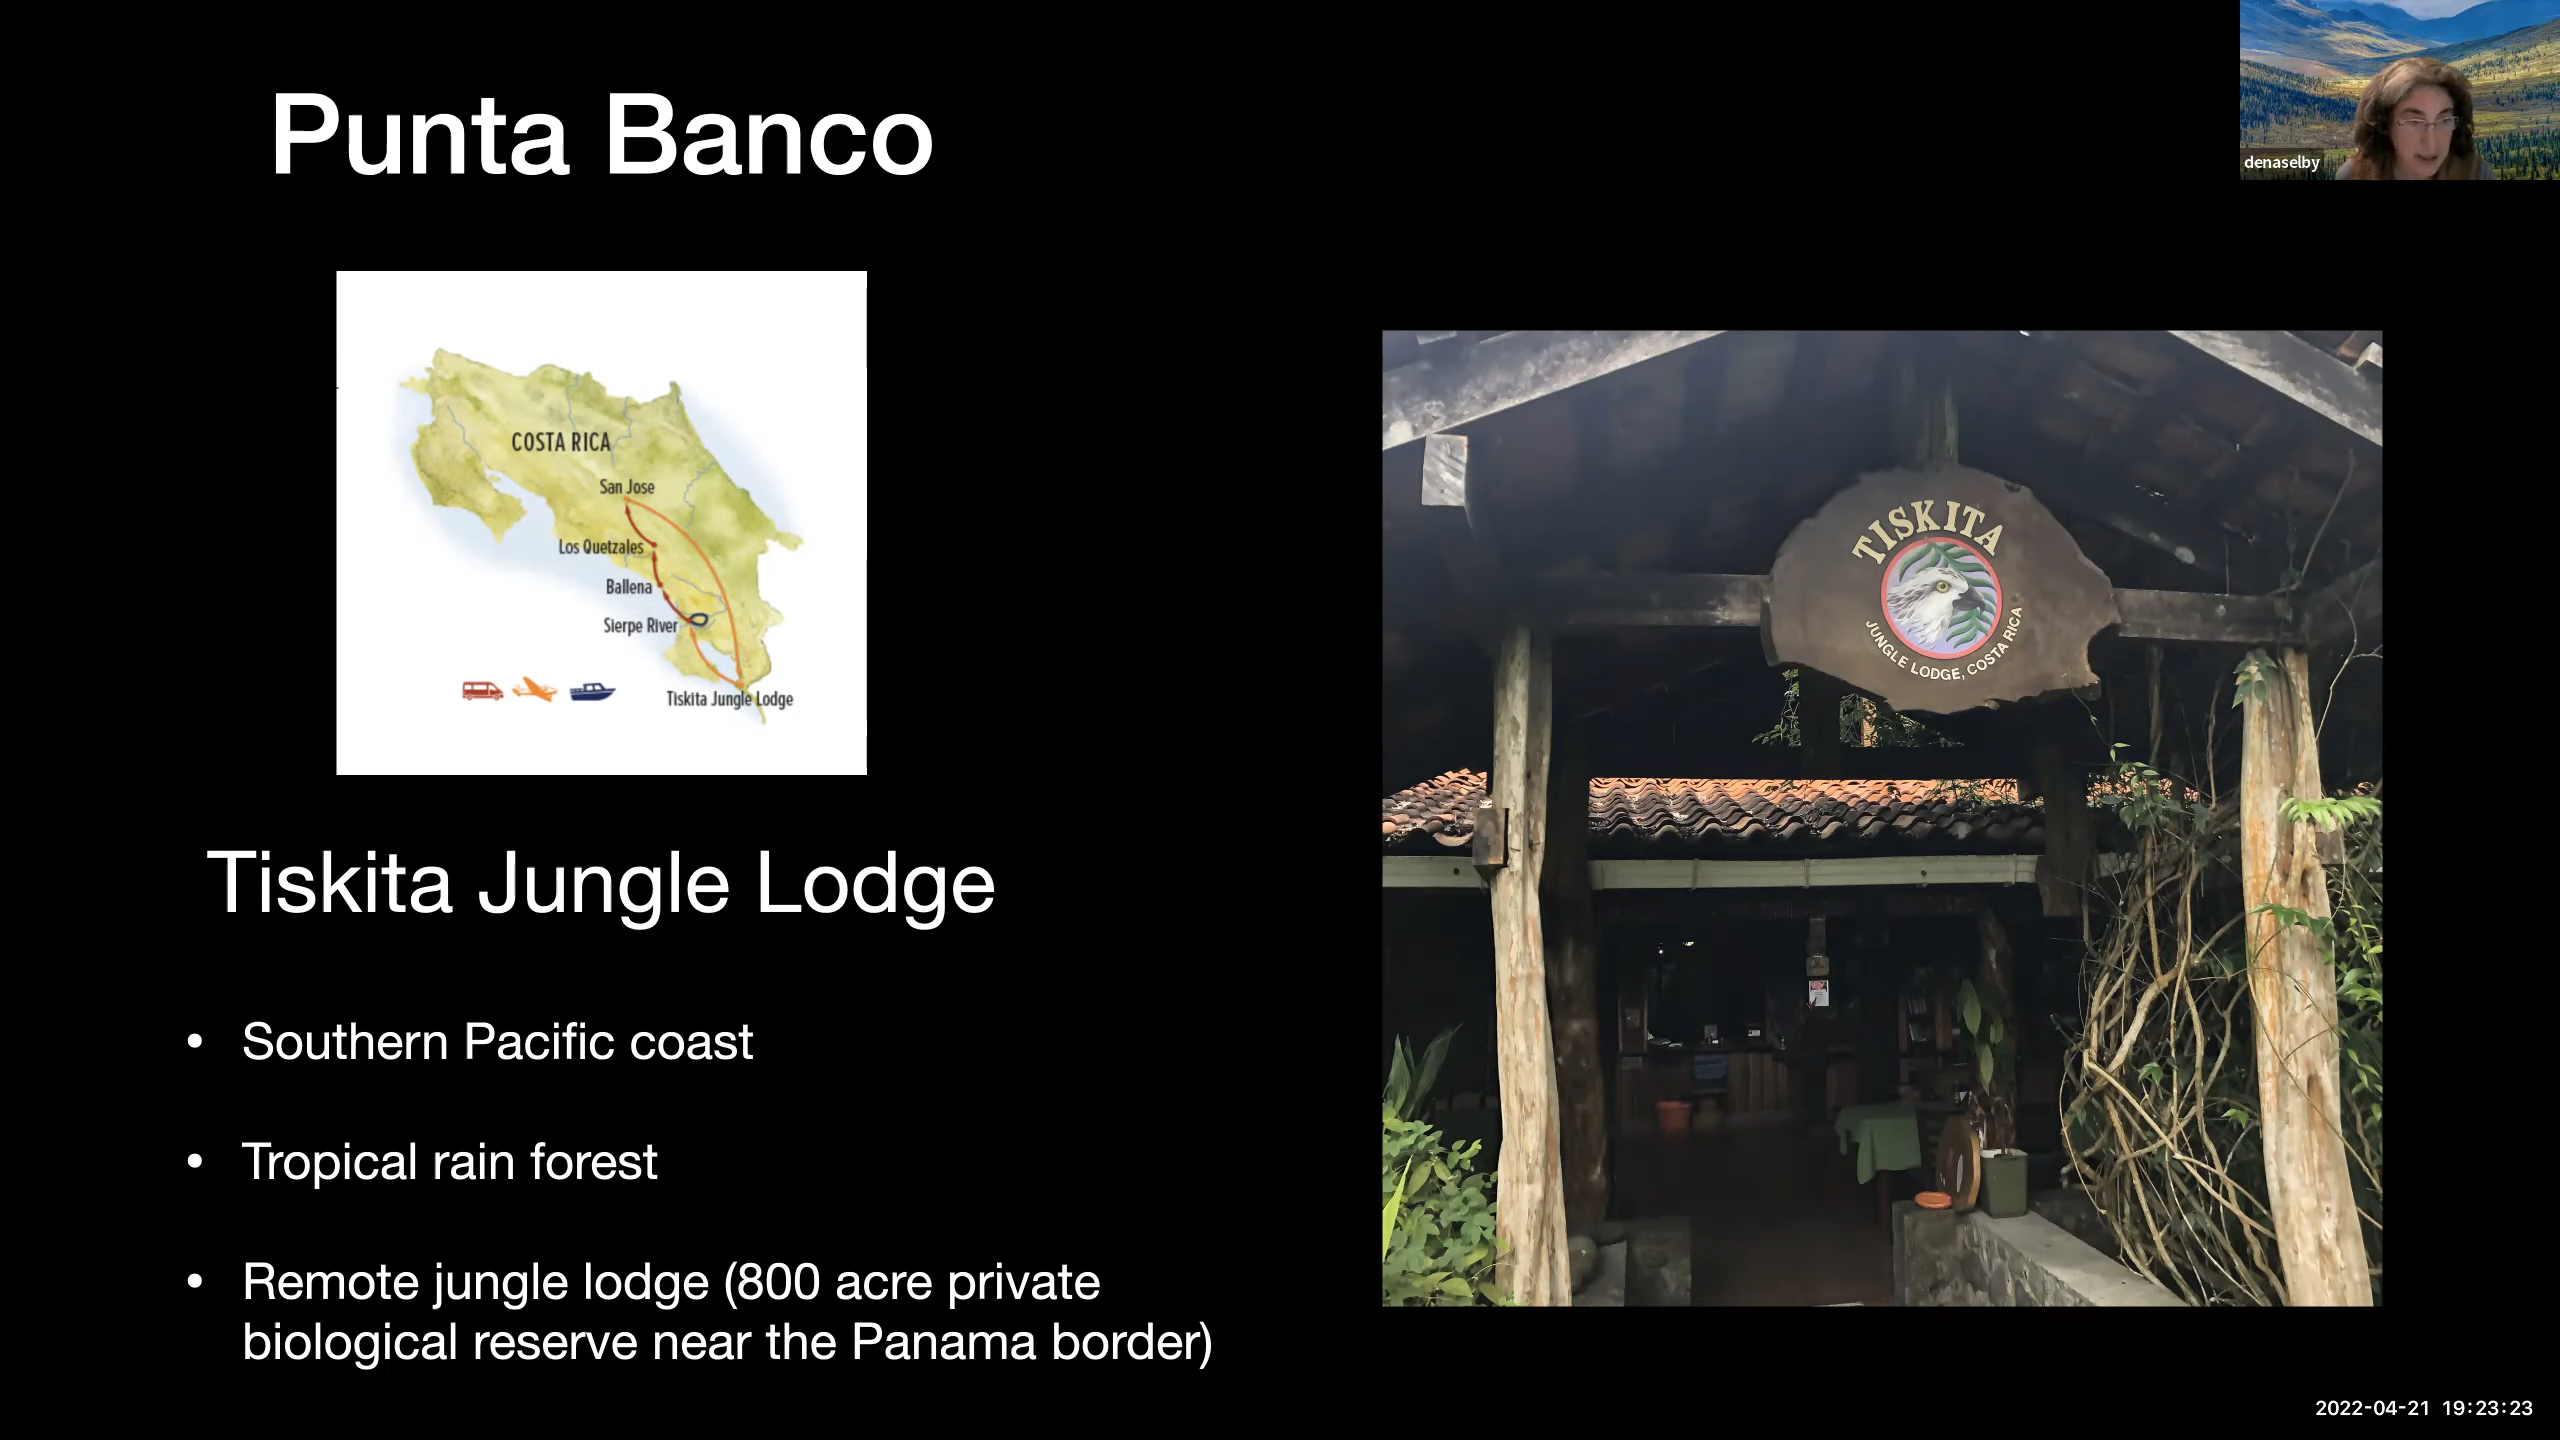 Punta Banco
denaselby
COSTA RICA
San Jose
Los Quetzales
Ballena
Sierpe River
Tiskita Jungle Lodge
TISKITA
JUNGLE LODGE, COSTA RICA
Tiskita Jungle Lodge
• Southern Pacific coast
• Tropical rain forest
• Remote jungle lodge (800 acre private
biological reserve near the Panama border)
2022-04-21 19:23:23